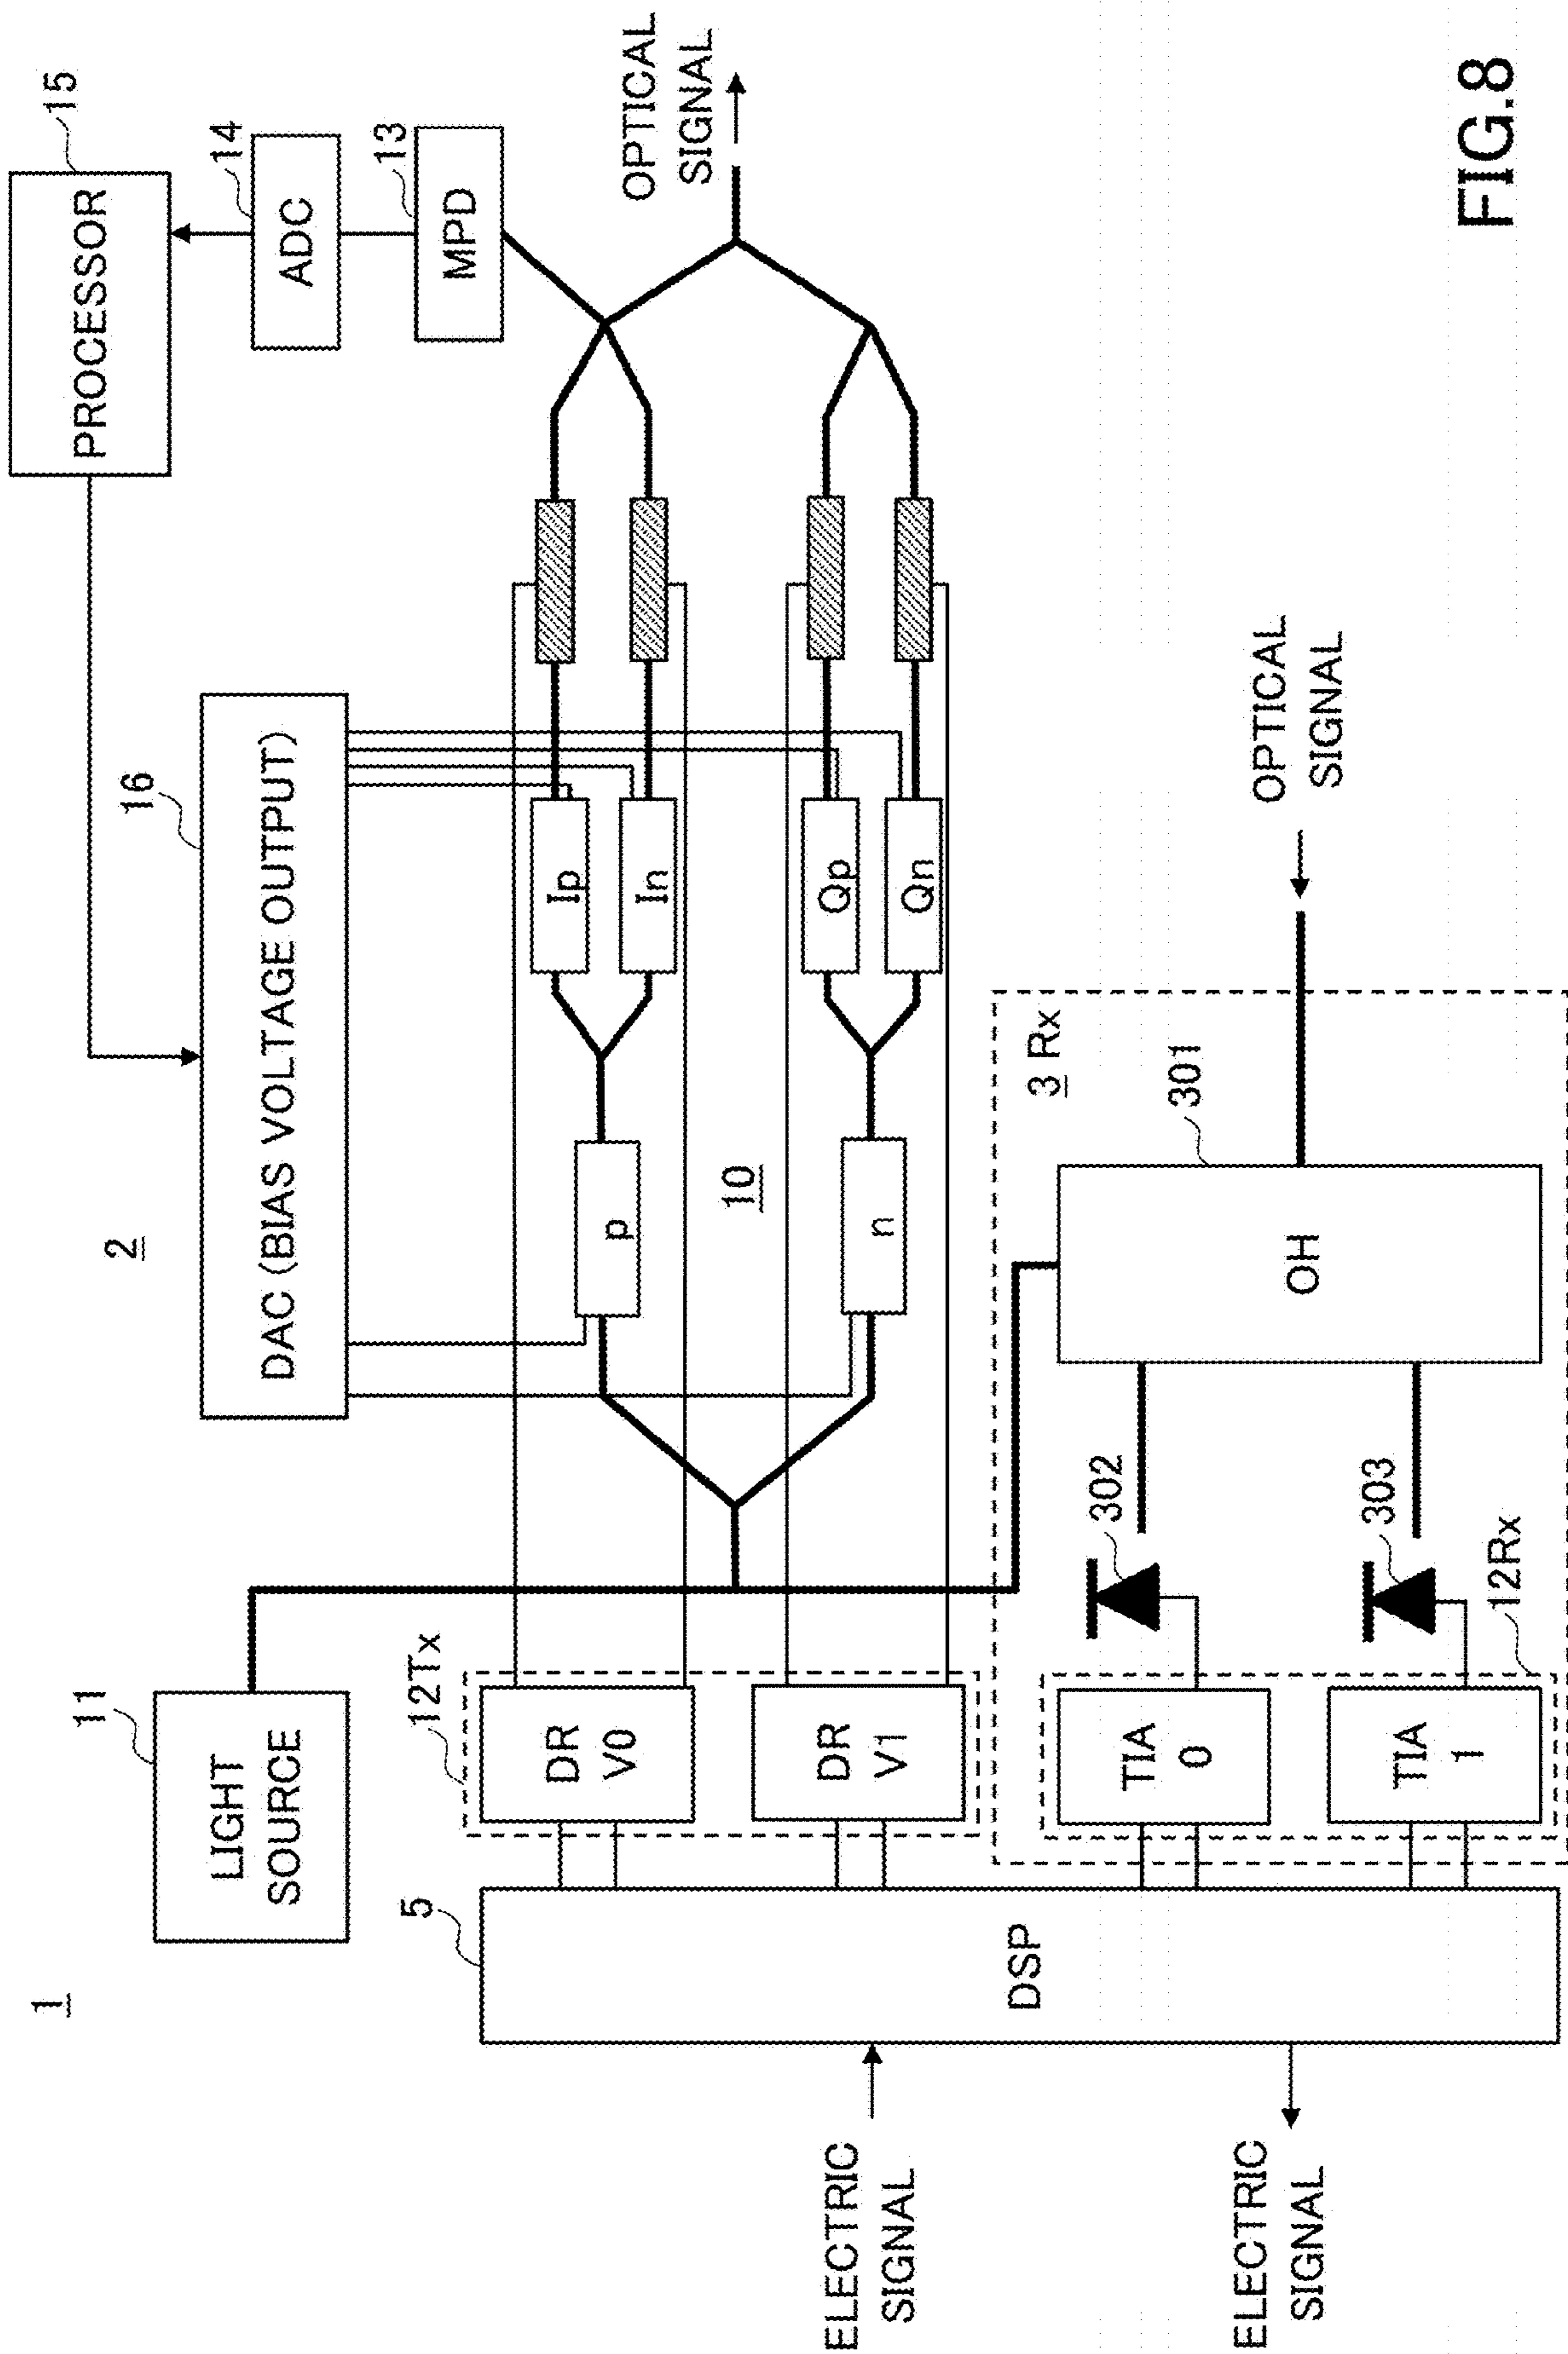 1
2
11
LIGHT
SOURCE
16
DAC (BIAS VOLTAGE OUTPUT)
15
PROCESSOR
14
ADC
13
MPD
5
DSP
12Tx
DR
V0
DR
V1
p
n
10
Ip
In
Qp
Qn
OPTICAL
SIGNAL
ELECTRIC
SIGNAL
ELECTRIC
SIGNAL
3 Rx
TIA
0
TIA
1
12Rx
302
303
301
OH
OPTICAL
SIGNAL
FIG.8